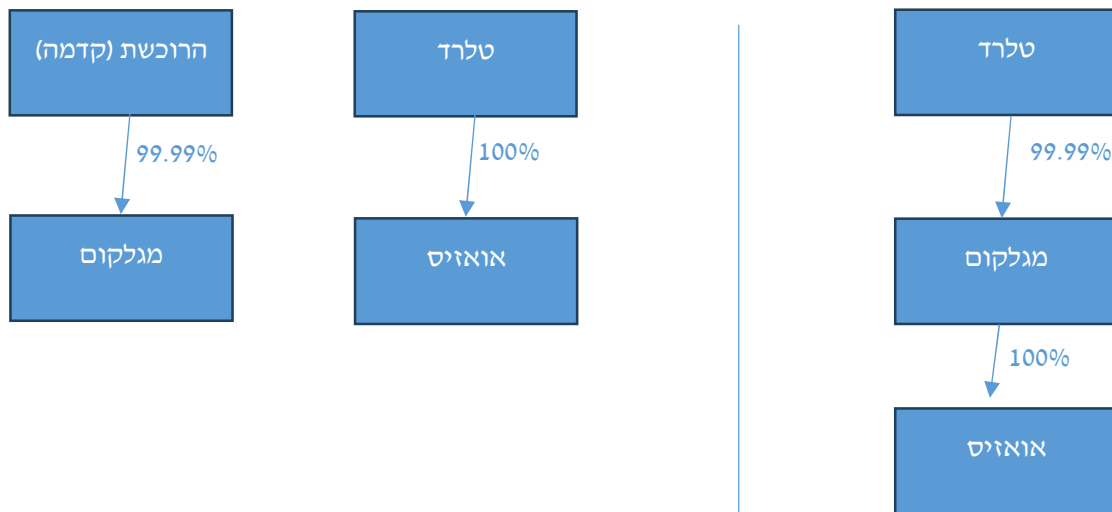 טלרד
99.99%
מגלקום
100%
אואזיס
טלרד
100%
אואזיס
הרוכשת (קדמה)
99.99%
מגלקום